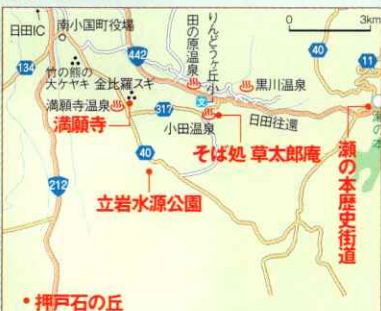 ↑
日田IC
南小国町役場
134
442
竹の熊の
大ケヤキ
金比羅スギ
満願寺温泉
満願寺
317
りんどうヶ丘小
田の原温泉
文
黒川温泉
小田温泉
日田往還
そば処 草太郎庵
0 3km
40
11
瀬の本歴史街道
40
立岩水源公園
212
押戸石の丘